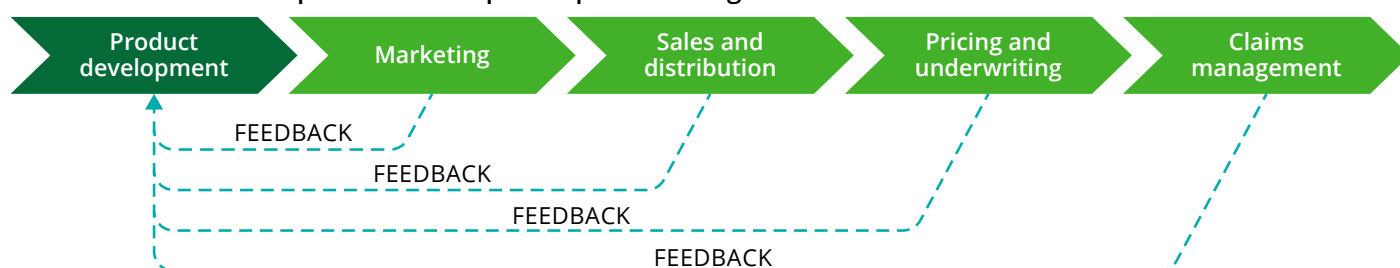 Product
development
Marketing
Sales and
distribution
Pricing and
underwriting
Claims
management
FEEDBACK
FEEDBACK
FEEDBACK
FEEDBACK